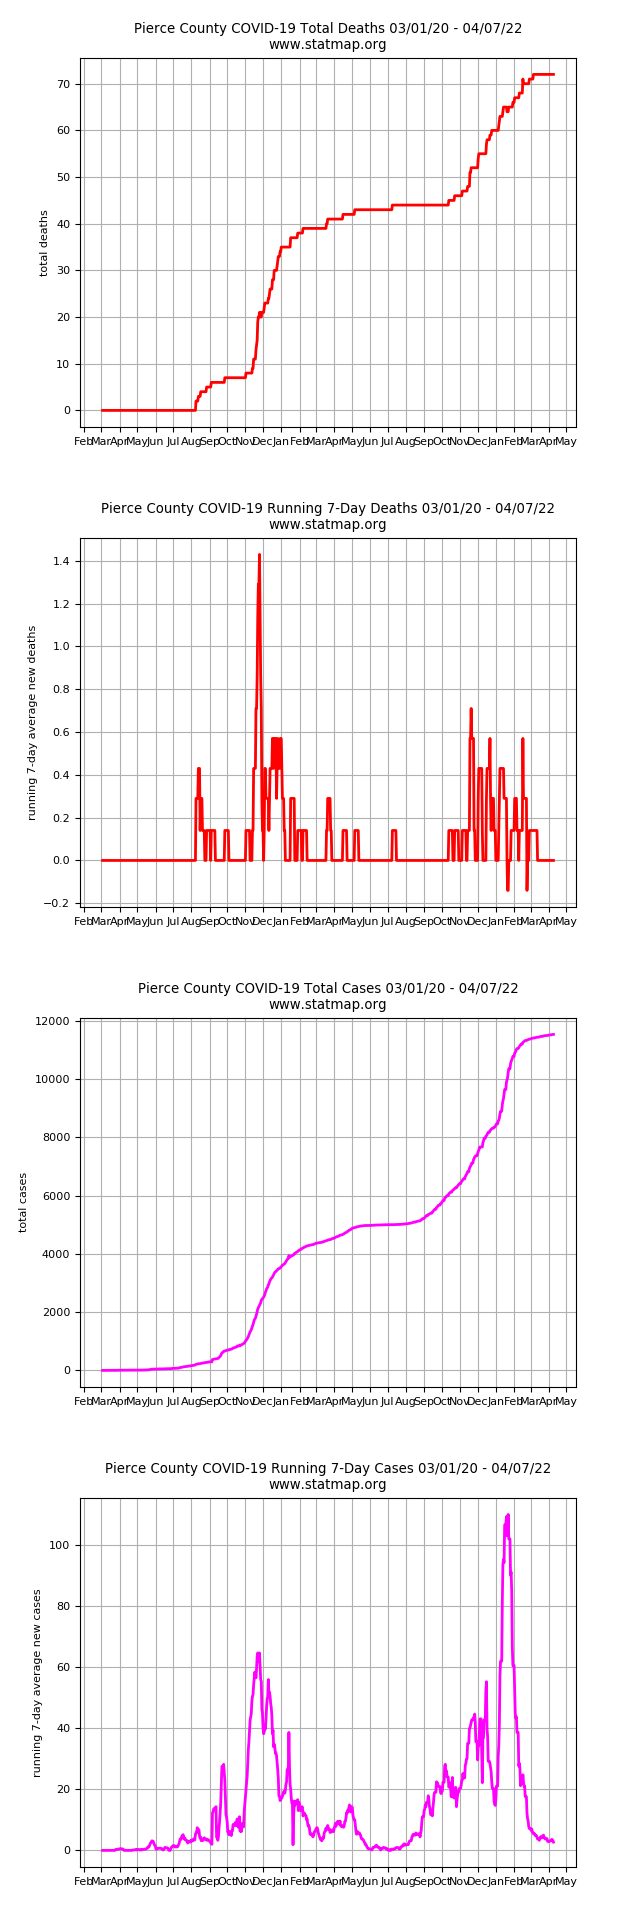 Pierce County COVID-19 Total Deaths 03/01/20 - 04/07/22
www.statmap.org
70
60
50
40
30
20
10
0
total deaths
Feb Mar Apr May Jun Jul Aug Sep Oct Nov Dec Jan Feb Mar Apr May Jun Jul Aug Sep Oct Nov Dec Jan Feb Mar Apr May
Pierce County COVID-19 Running 7-Day Deaths 03/01/20 - 04/07/22
www.statmap.org
1.4
1.2
1.0
0.8
0.6
0.4
0.2
0.0
−0.2
running 7-day average new deaths
Feb Mar Apr May Jun Jul Aug Sep Oct Nov Dec Jan Feb Mar Apr May Jun Jul Aug Sep Oct Nov Dec Jan Feb Mar Apr May
Pierce County COVID-19 Total Cases 03/01/20 - 04/07/22
www.statmap.org
12000
10000
8000
6000
4000
2000
0
total cases
Feb Mar Apr May Jun Jul Aug Sep Oct Nov Dec Jan Feb Mar Apr May Jun Jul Aug Sep Oct Nov Dec Jan Feb Mar Apr May
Pierce County COVID-19 Running 7-Day Cases 03/01/20 - 04/07/22
www.statmap.org
100
80
60
40
20
0
running 7-day average new cases
Feb Mar Apr May Jun Jul Aug Sep Oct Nov Dec Jan Feb Mar Apr May Jun Jul Aug Sep Oct Nov Dec Jan Feb Mar Apr May